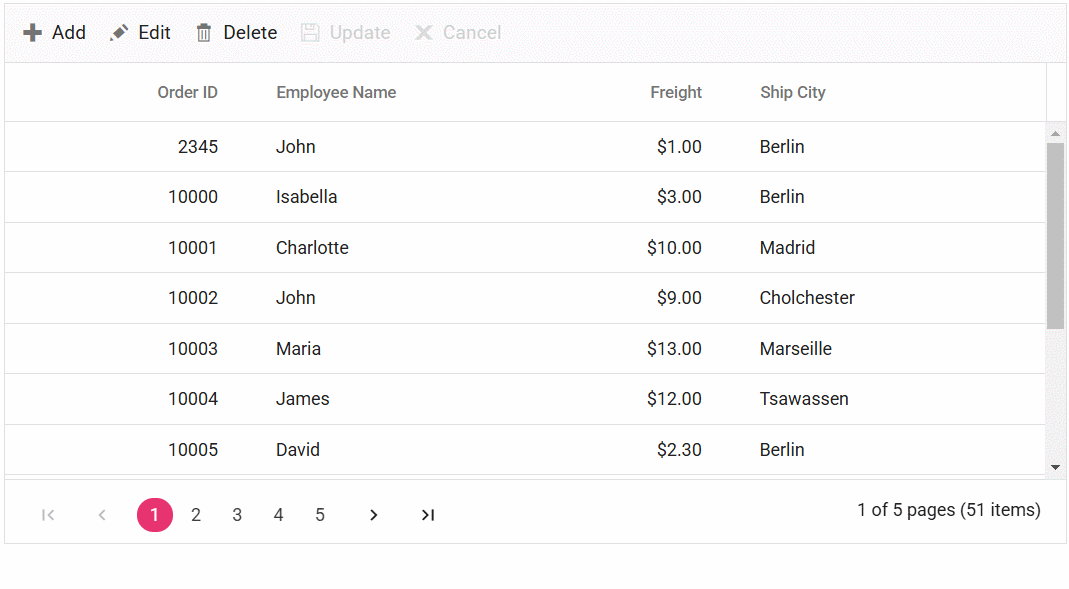 Add Edit Delete Update Cancel
Order ID Employee Name Freight Ship City
2345 John $1.00 Berlin
10000 Isabella $3.00 Berlin
10001 Charlotte $10.00 Madrid
10002 John $9.00 Cholchester
10003 Maria $13.00 Marseille
10004 James $12.00 Tsawassen
10005 David $2.30 Berlin
1 2 3 4 5 1 of 5 pages (51 items)